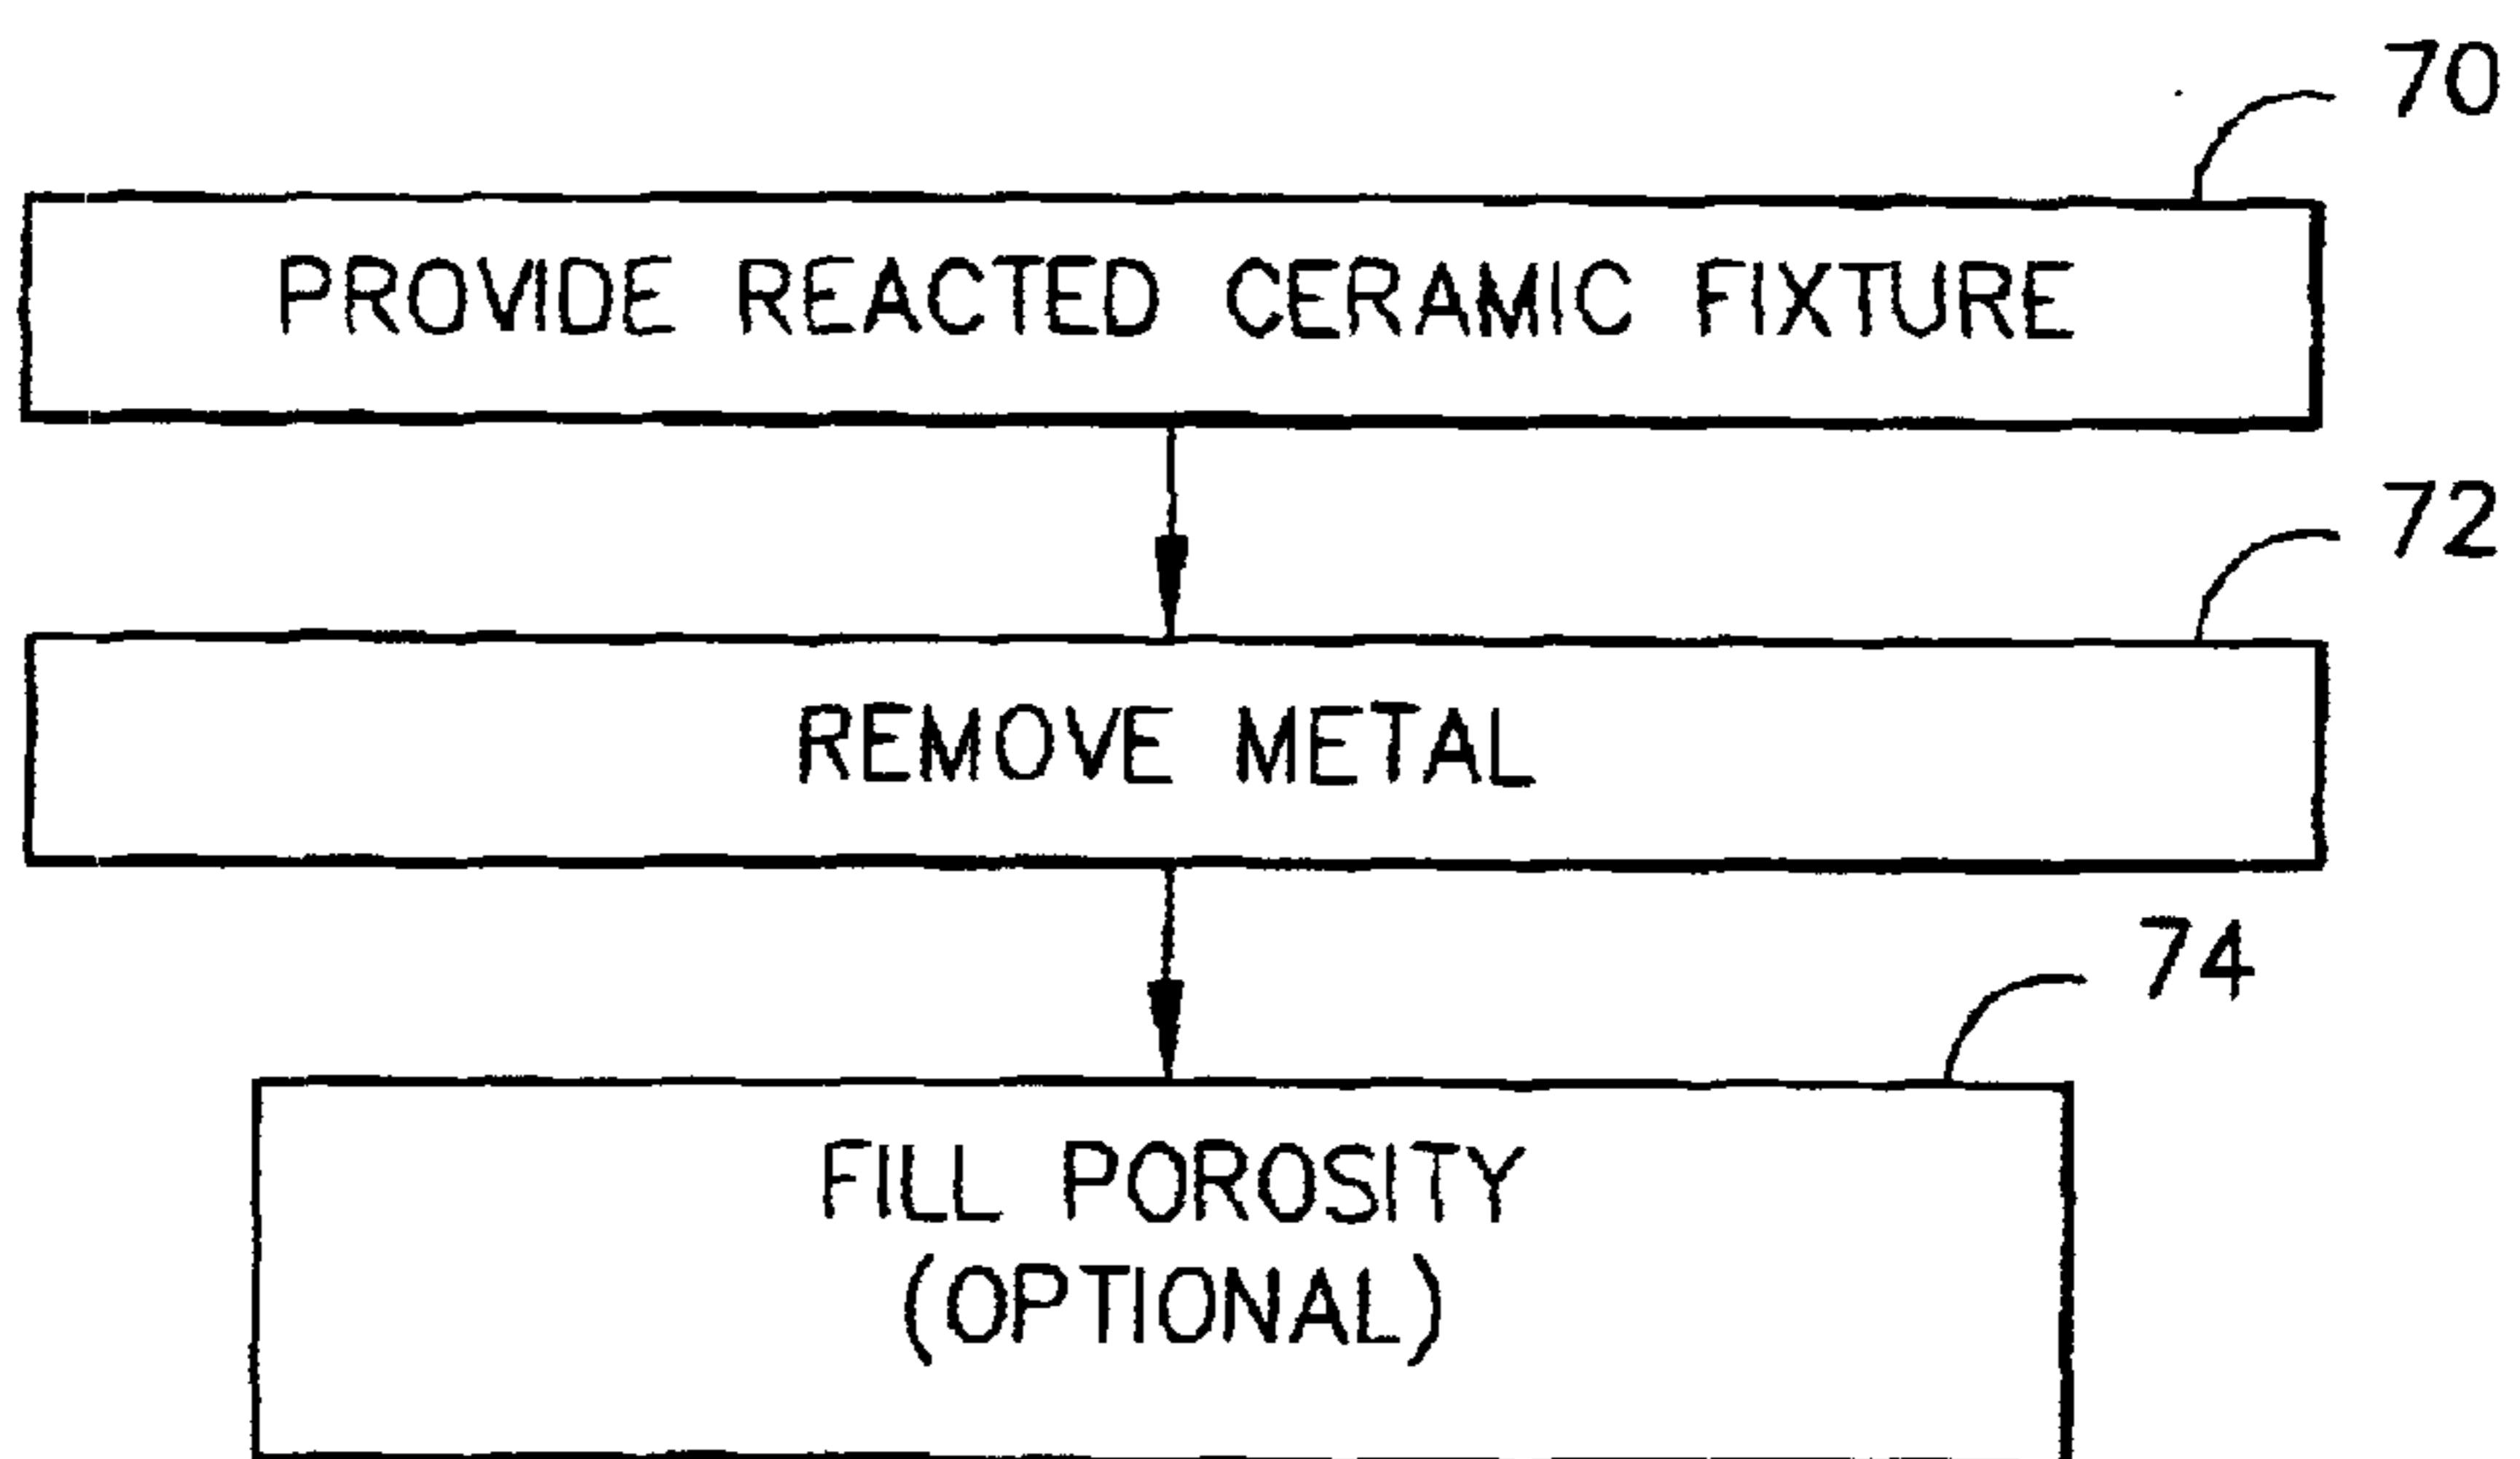 70
PROVIDE REACTED CERAMIC FIXTURE
72
REMOVE METAL
74
FILL POROSITY
(OPTIONAL)